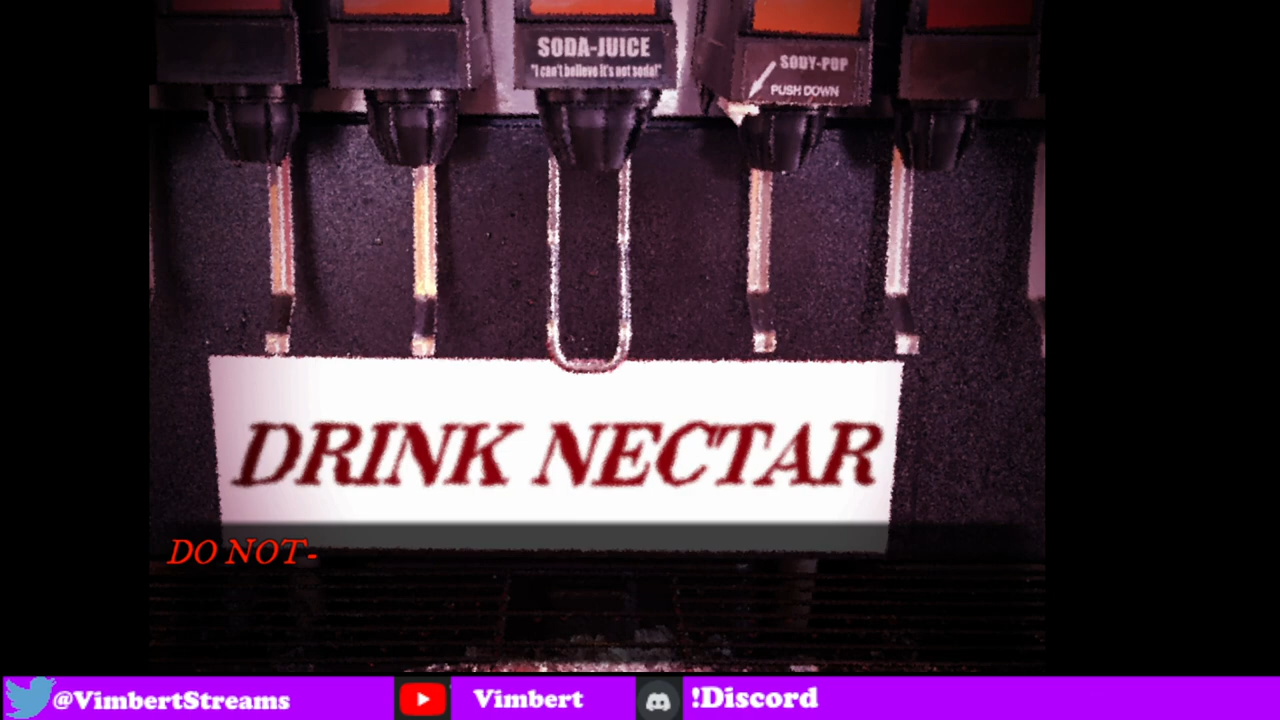 SODA-JUICE
"I can't believe it's not soda!"
SODY-POP
PUSH DOWN
DRINK NECTAR
DO NOT-
@VimbertStreams
Vimbert
!Discord